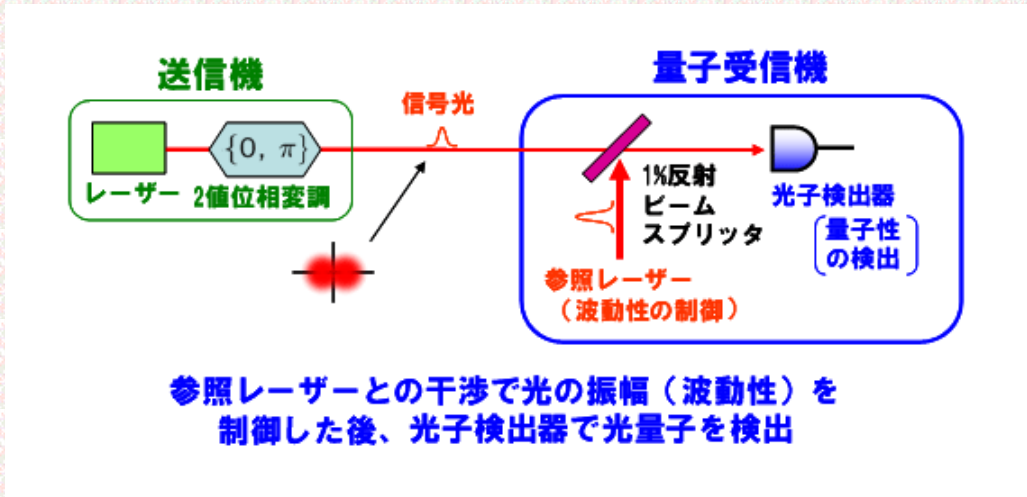 送信機
量子受信機
信号光
{0, π}
レーザー
2値位相変調
1%反射
ビーム
スプリッタ
光子検出器
量子性
の検出
参照レーザー
(波動性の制御)
参照レーザーとの干渉で光の振幅(波動性)を
制御した後、光子検出器で光量子を検出